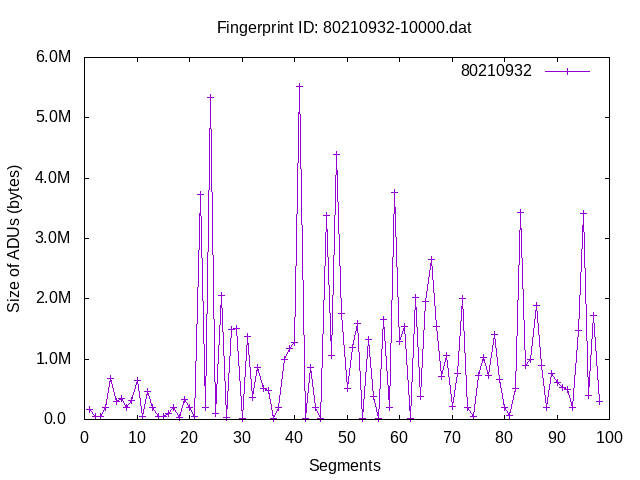 Fingerprint ID: 80210932-10000.dat
80210932
6.0M
5.0M
4.0M
3.0M
2.0M
1.0M
0.0
Size of ADUs (bytes)
0 10 20 30 40 50 60 70 80 90 100
Segments